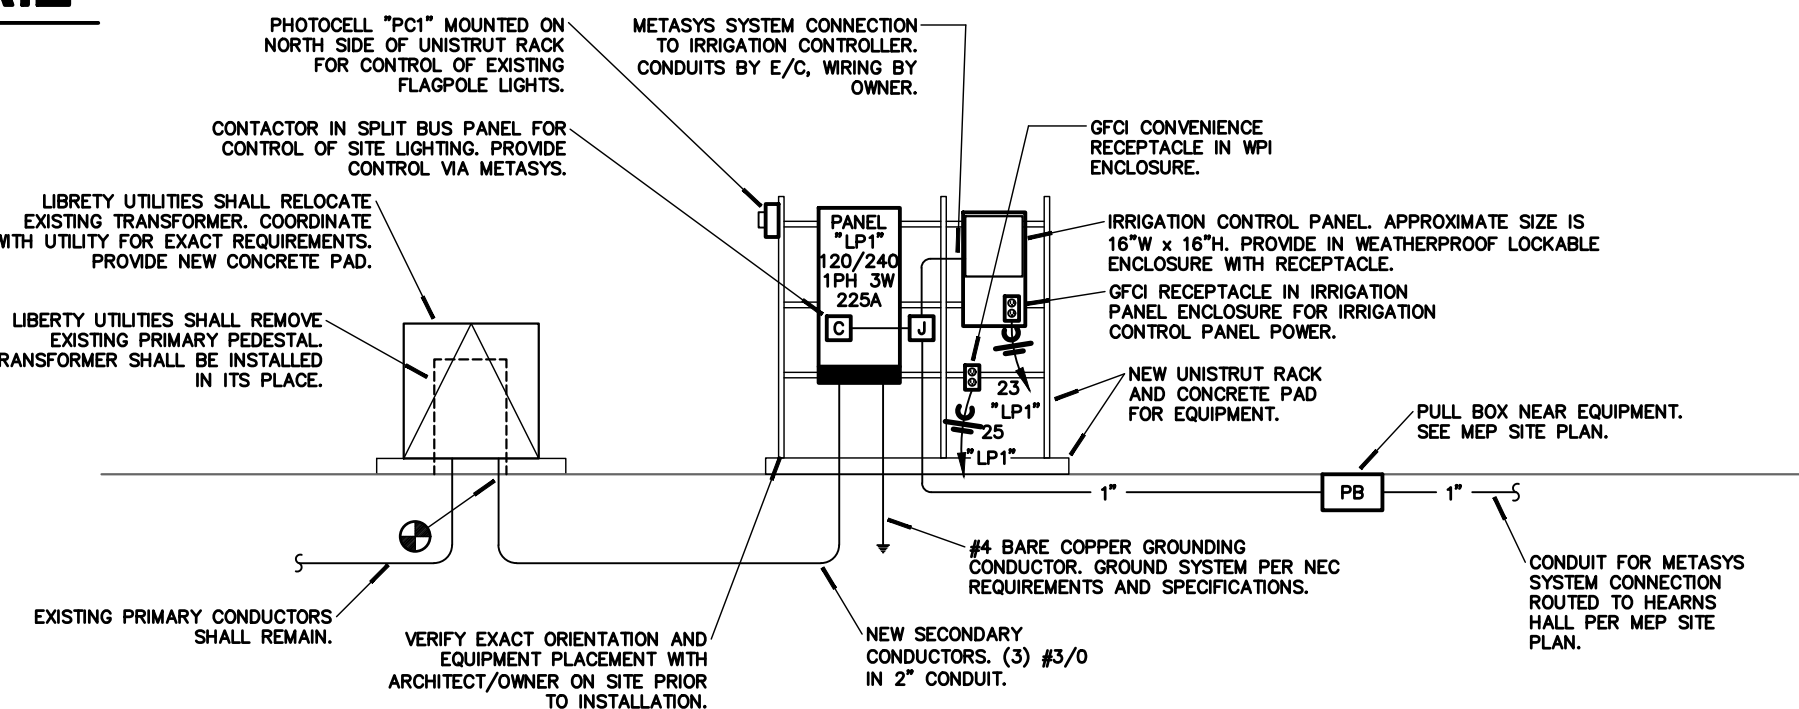 PHOTOCELL "PC1" MOUNTED ON
NORTH SIDE OF UNISTRUT RACK
FOR CONTROL OF EXISTING
FLAGPOLE LIGHTS.
METASYS SYSTEM CONNECTION
TO IRRIGATION CONTROLLER.
CONDUITS BY E/C, WIRING BY
OWNER.
CONTACTOR IN SPLIT BUS PANEL FOR
CONTROL OF SITE LIGHTING. PROVIDE
CONTROL VIA METASYS.
GFCI CONVENIENCE
RECEPTACLE IN WPI
ENCLOSURE.
LIBRETY UTILITIES SHALL RELOCATE
EXISTING TRANSFORMER. COORDINATE
WITH UTILITY FOR EXACT REQUIREMENTS.
PROVIDE NEW CONCRETE PAD.
PANEL
"LP1"
120/240
1PH 3W
225A
C
J
IRRIGATION CONTROL PANEL. APPROXIMATE SIZE IS
16"W x 16"H. PROVIDE IN WEATHERPROOF LOCKABLE
ENCLOSURE WITH RECEPTACLE.
GFCI RECEPTACLE IN IRRIGATION
PANEL ENCLOSURE FOR IRRIGATION
CONTROL PANEL POWER.
LIBERTY UTILITIES SHALL REMOVE
EXISTING PRIMARY PEDESTAL.
TRANSFORMER SHALL BE INSTALLED
IN ITS PLACE.
23
"LP1"
25
"LP1"
NEW UNISTRUT RACK
AND CONCRETE PAD
FOR EQUIPMENT.
PULL BOX NEAR EQUIPMENT.
SEE MEP SITE PLAN.
1"
PB
1"
#4 BARE COPPER GROUNDING
CONDUCTOR. GROUND SYSTEM PER NEC
REQUIREMENTS AND SPECIFICATIONS.
CONDUIT FOR METASYS
SYSTEM CONNECTION
ROUTED TO HEARNS
HALL PER MEP SITE
PLAN.
EXISTING PRIMARY CONDUCTORS
SHALL REMAIN.
VERIFY EXACT ORIENTATION AND
EQUIPMENT PLACEMENT WITH
ARCHITECT/OWNER ON SITE PRIOR
TO INSTALLATION.
NEW SECONDARY
CONDUCTORS. (3) #3/0
IN 2" CONDUIT.